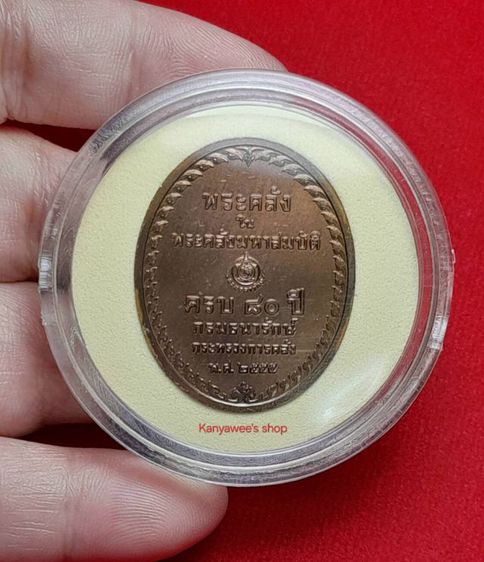 พระคลัง
ใน
พระคลังมหาสมบัติ
ครบ ๘๐ ปี
กรมธนารักษ์
กระทรวงการคลัง
พ.ศ. ๒๕๕๕
Kanyawee's shop